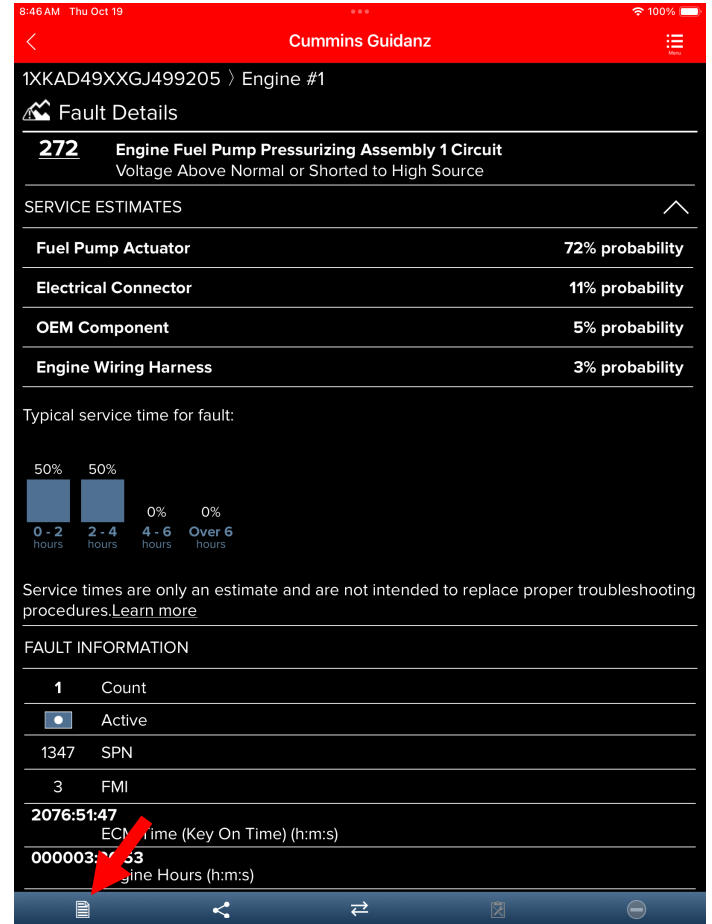 8:46 AM Thu Oct 19
100%
Cummins Guidanz
Menu
1XKAD49XXGJ499205 〉 Engine #1
Fault Details
272 Engine Fuel Pump Pressurizing Assembly 1 Circuit
Voltage Above Normal or Shorted to High Source
SERVICE ESTIMATES
Fuel Pump Actuator 72% probability
Electrical Connector 11% probability
OEM Component 5% probability
Engine Wiring Harness 3% probability
Typical service time for fault:
50% 50% 0% 0%
0 - 2 2 - 4 4 - 6 Over 6
hours hours hours hours
Service times are only an estimate and are not intended to replace proper troubleshooting
procedures.Learn more
FAULT INFORMATION
1 Count
Active
1347 SPN
3 FMI
2076:51:47
Time (Key On Time) (h:m:s)
Hours (h:m:s)